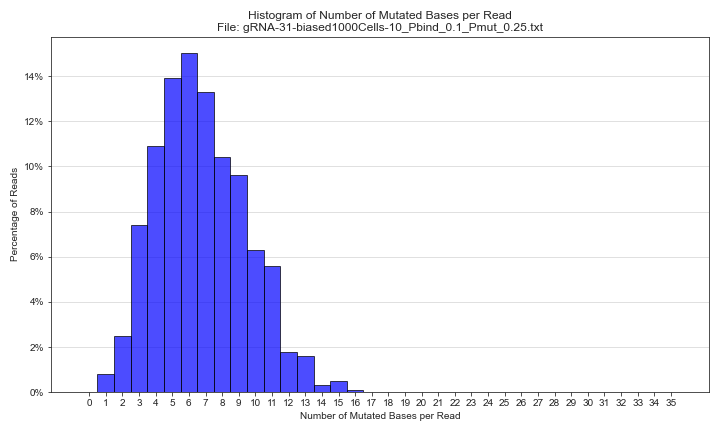 Histogram of Number of Mutated Bases per Read
File: gRNA-31-biased1000Cells-10_Pbind_0.1_Pmut_0.25.txt
14%
12%
10%
8%
6%
4%
2%
0%
Percentage of Reads
0 1 2 3 4 5 6 7 8 9 10 11 12 13 14 15 16 17 18 19 20 21 22 23 24 25 26 27 28 29 30 31 32 33 34 35
Number of Mutated Bases per Read